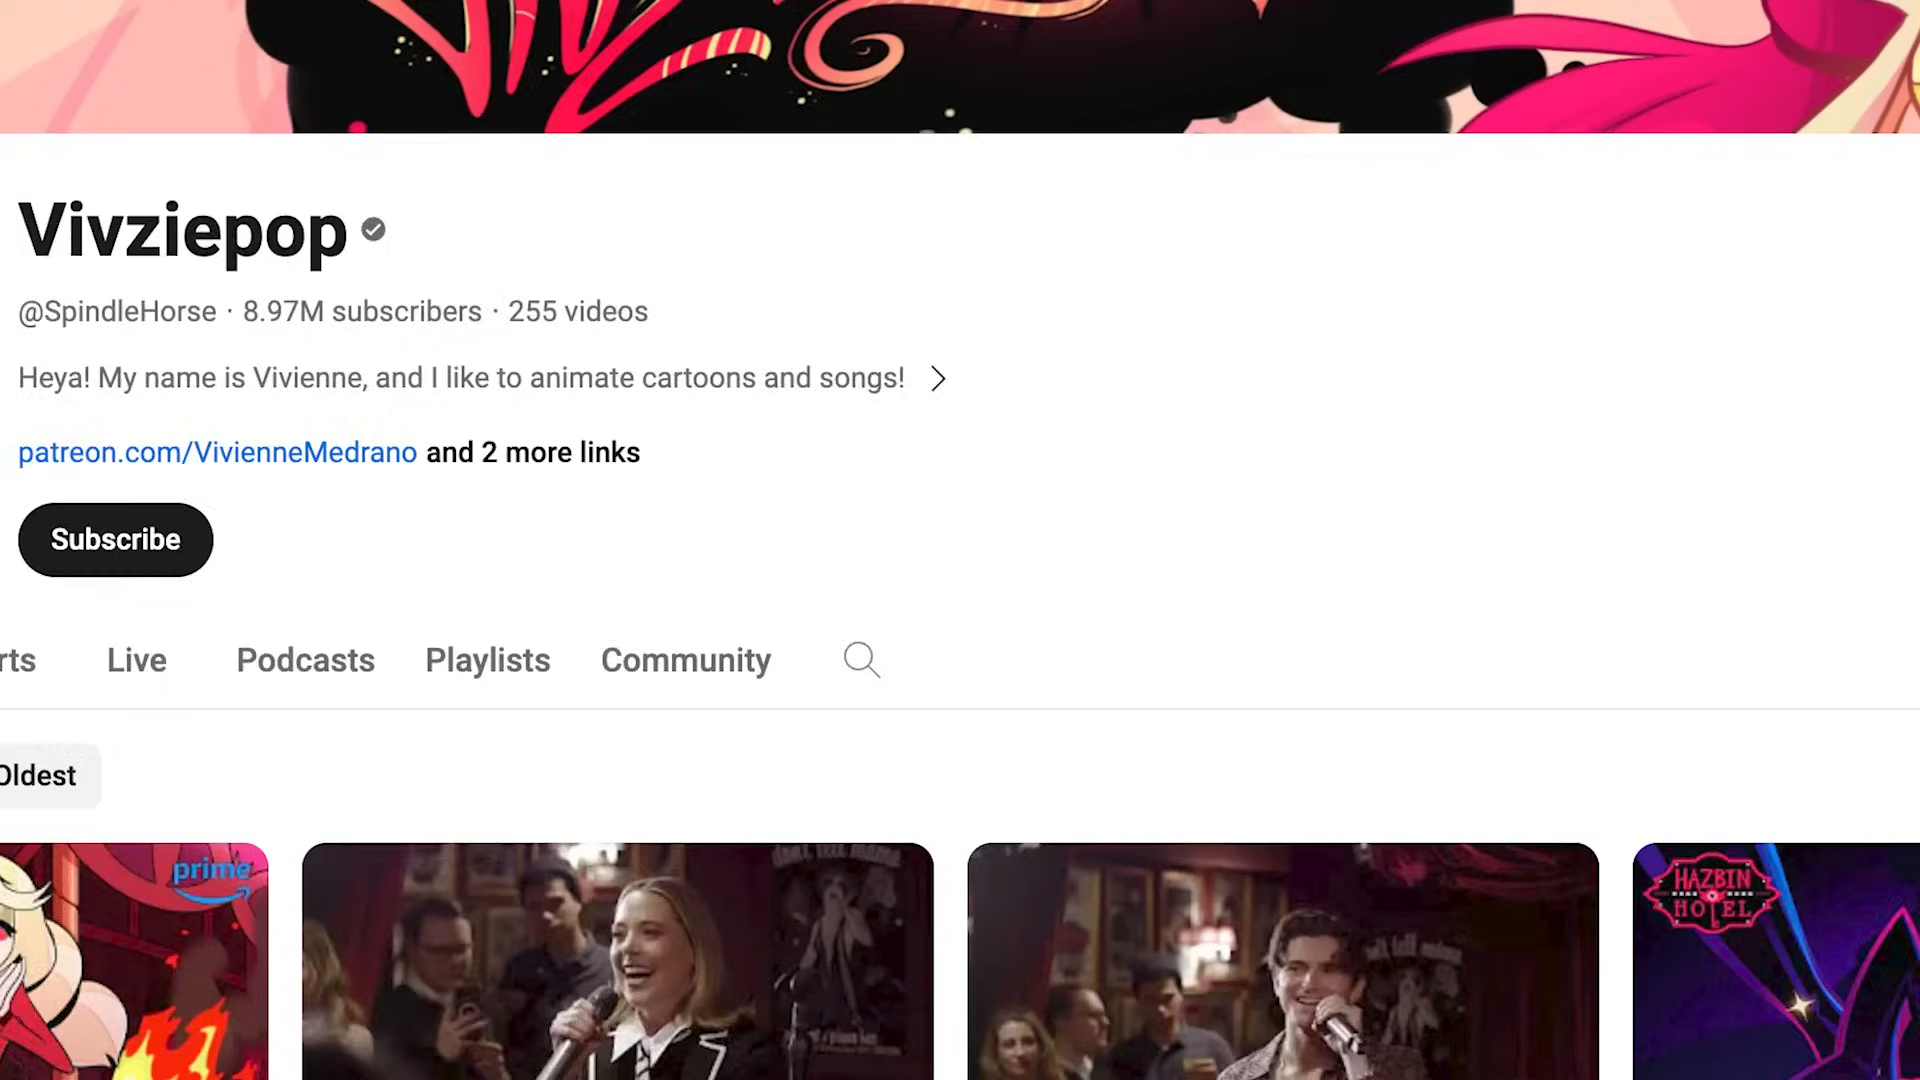 Vivziepop
@SpindleHorse · 8.97M subscribers · 255 videos
Heya! My name is Vivienne, and I like to animate cartoons and songs!
patreon.com/VivienneMedrano and 2 more links
Subscribe
rts Live Podcasts Playlists Community
Oldest
prime
HAZBIN
HOTEL